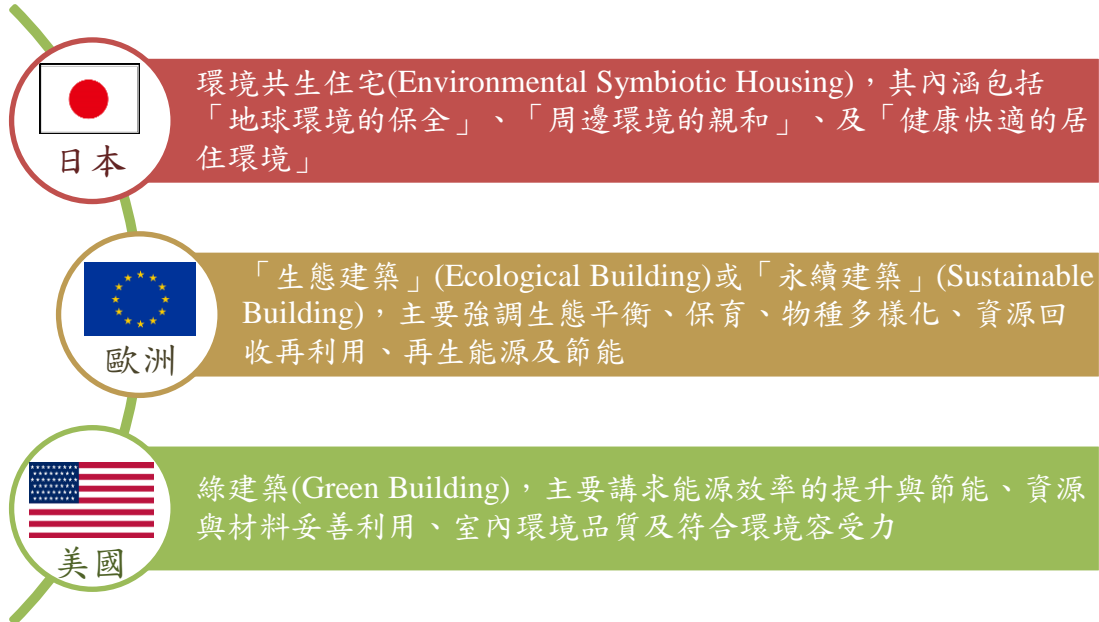 環境共生住宅(Environmental Symbiotic Housing)，其內涵包括
「地球環境的保全」、「周邊環境的親和」、及「健康快適的居
住環境」
日本
「生態建築」(Ecological Building)或「永續建築」(Sustainable
Building)，主要強調生態平衡、保育、物種多樣化、資源回
收再利用、再生能源及節能
歐洲
綠建築(Green Building)，主要講求能源效率的提升與節能、資源
與材料妥善利用、室內環境品質及符合環境容受力
美國